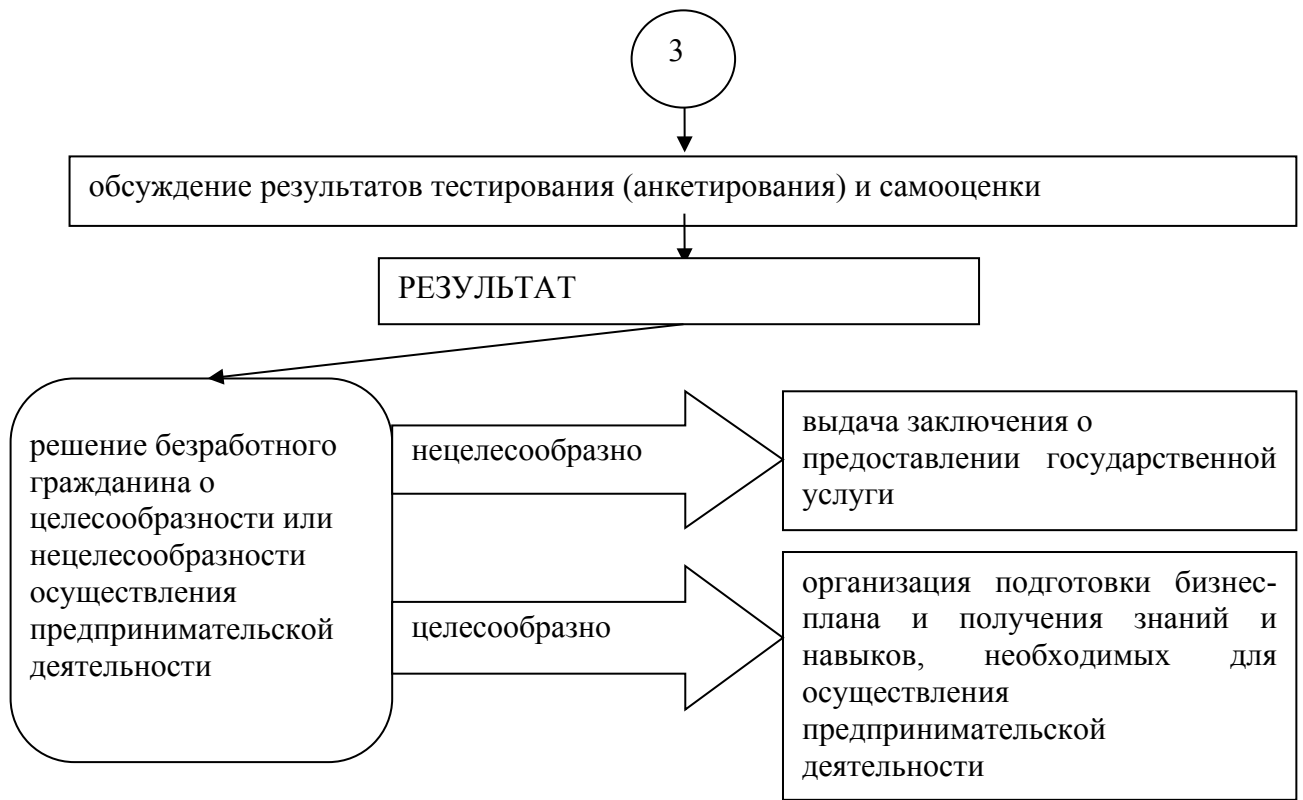 3
обсуждение результатов тестирования (анкетирования) и самооценки
РЕЗУЛЬТАТ
решение безработного
гражданина о
целесообразности или
нецелесообразности
осуществления
предпринимательской
деятельности
нецелесообразно
выдача заключения о
предоставлении государственной
услуги
целесообразно
организация подготовки бизнес-
плана и получения знаний и
навыков, необходимых для
осуществления
предпринимательской
деятельности